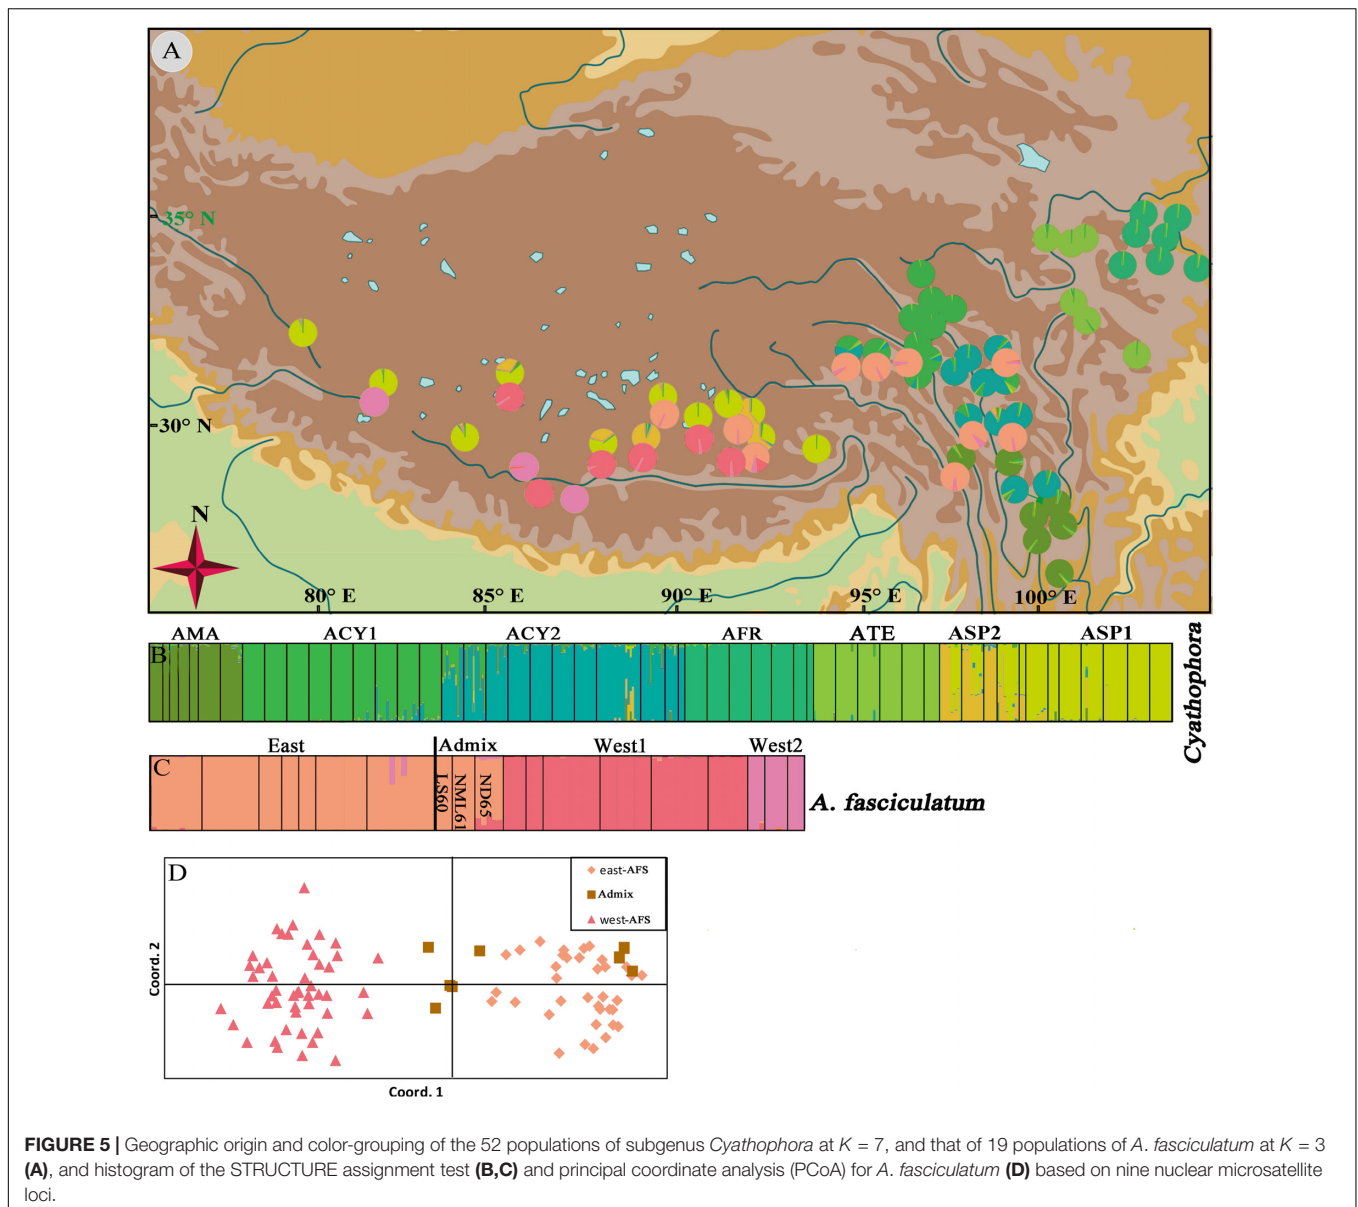 A
35° N
30° N
N
80° E
85° E
90° E
95° E
100° E
AMA ACY1 ACY2 AFR ATE ASP2 ASP1
B
Cyathophora
East Admix West1 West2
C
LS60
NML61
ND65
A. fasciculatum
D
east-AFS
Admix
west-AFS
Coord. 2
Coord. 1
FIGURE 5 | Geographic origin and color-grouping of the 52 populations of subgenus Cyathophora at K = 7, and that of 19 populations of A. fasciculatum at K = 3
(A), and histogram of the STRUCTURE assignment test (B,C) and principal coordinate analysis (PCoA) for A. fasciculatum (D) based on nine nuclear microsatellite
loci.